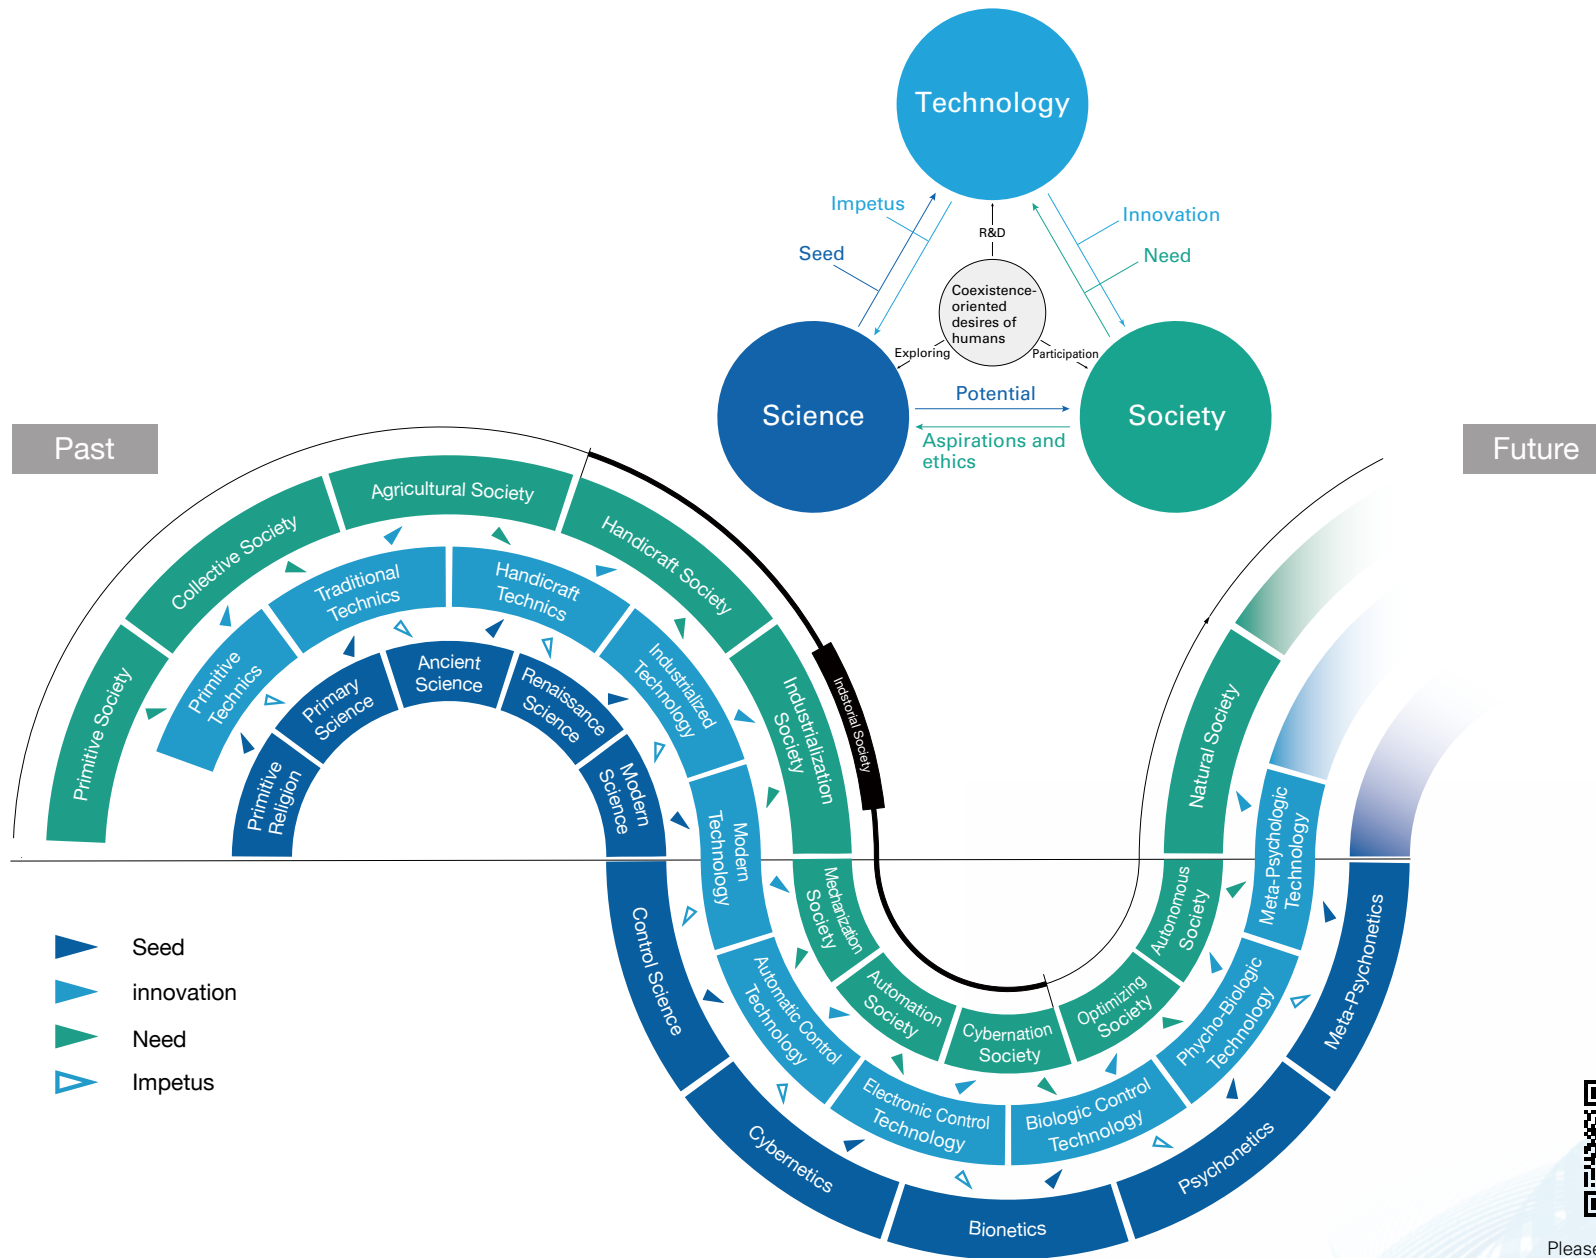 Technology
Impetus
Innovation
R&D
Seed
Need
Coexistence-
oriented
desires of
humans
Exploring
Participation
Science
Potential
Society
Aspirations and
ethics
Past
Future
Primitive Society
Collective Society
Agricultural Society
Handicraft Society
Industrialization
Society
Indstorial Society
Mechanization
Society
Automation
Society
Cybernation
Society
Optimizing
Society
Autonomous
Society
Natural Society
Primitive
Technics
Traditional
Technics
Handicraft
Technics
Industrialized
Technology
Modern
Technology
Automatic Control
Technology
Electronic Control
Technology
Biologic Control
Technology
Phycho-Biologic
Technology
Meta-Psychologic
Technology
Primitive
Religion
Primary
Science
Ancient
Science
Renaissance
Science
Modern
Science
Control Science
Cybernetics
Bionetics
Psychonetics
Meta-Psychonetics
Seed
innovation
Need
Impetus
Please